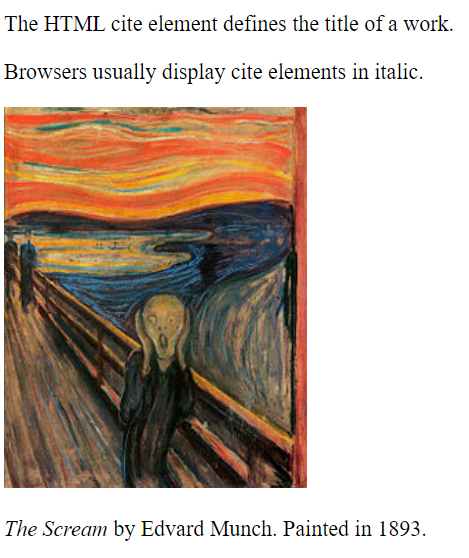 The HTML cite element defines the title of a work.
Browsers usually display cite elements in italic.
The Scream by Edvard Munch. Painted in 1893.